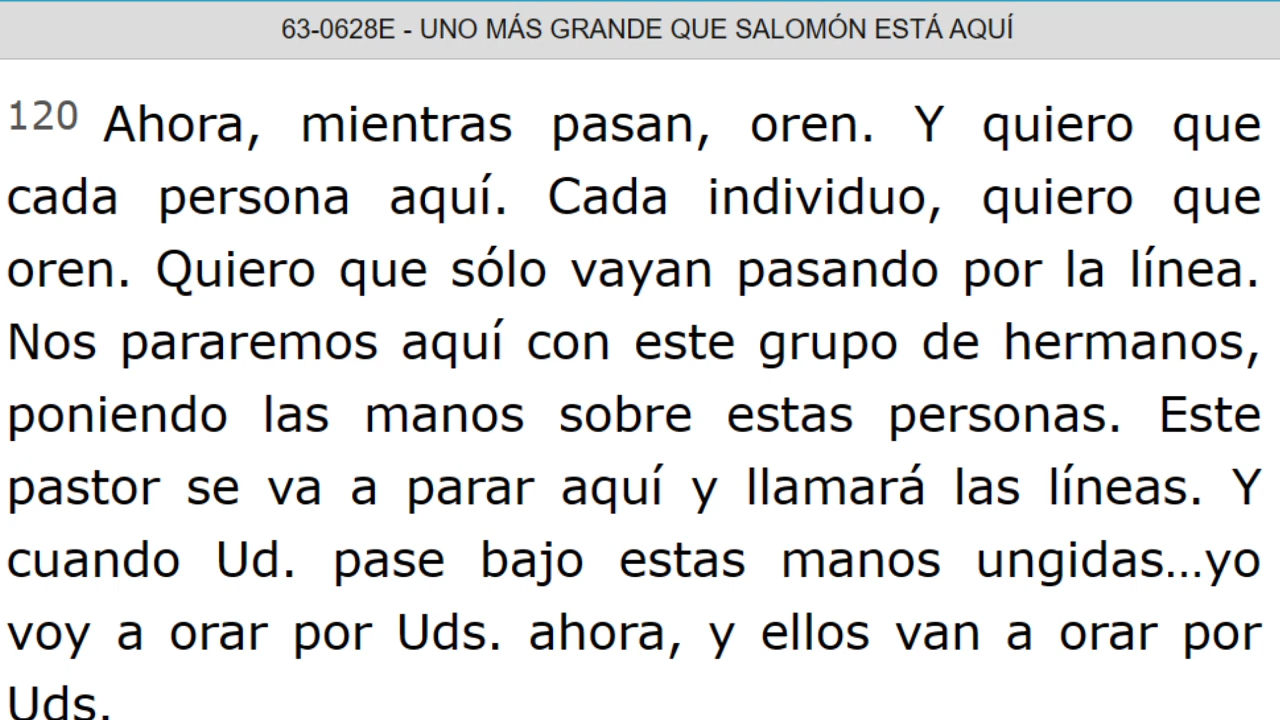 63-0628E - UNO MÁS GRANDE QUE SALOMÓN ESTÁ AQUÍ
120 Ahora, mientras pasan, oren. Y quiero que
cada persona aquí. Cada individuo, quiero que
oren. Quiero que sólo vayan pasando por la línea.
Nos pararemos aquí con este grupo de hermanos,
poniendo las manos sobre estas personas. Este
pastor se va a parar aquí y llamará las líneas. Y
cuando Ud. pase bajo estas manos ungidas...yo
voy a orar por Uds. ahora, y ellos van a orar por
Uds.